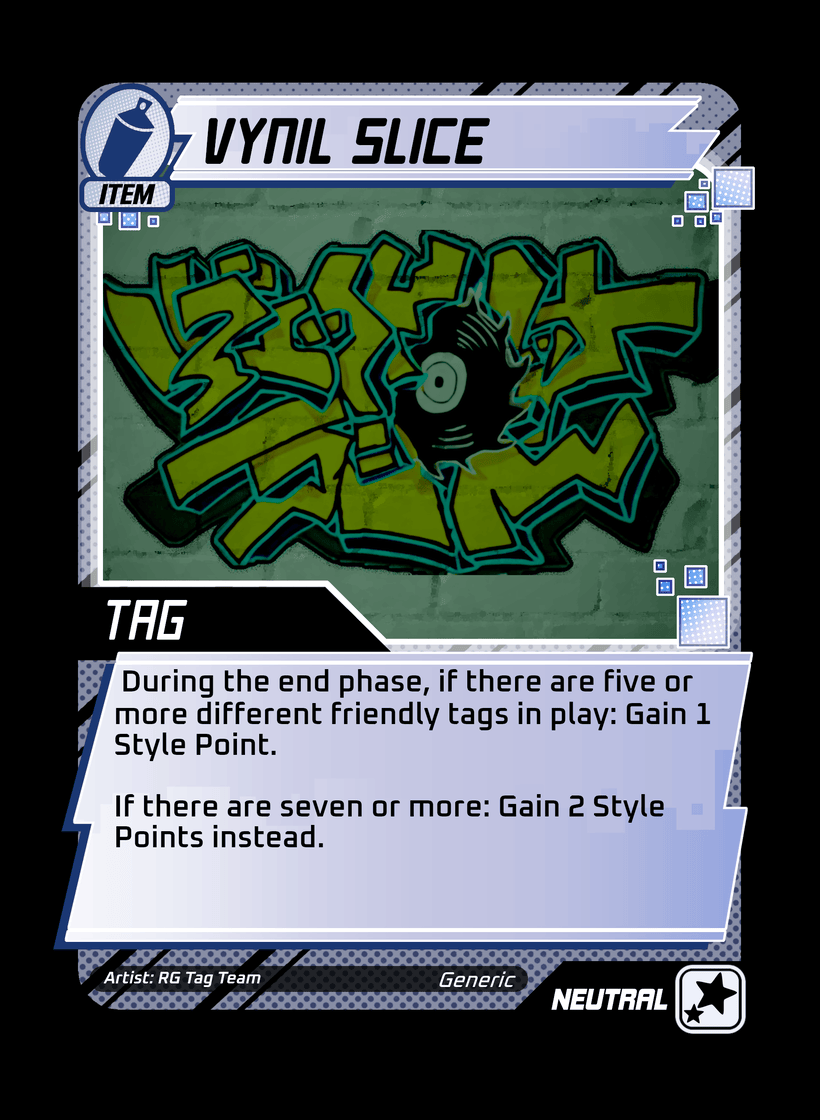 VYNIL SLICE
ITEM
TAG
During the end phase, if there are five or
more different friendly tags in play: Gain 1
Style Point.
If there are seven or more: Gain 2 Style
Points instead.
Artist: RG Tag Team
Generic
NEUTRAL